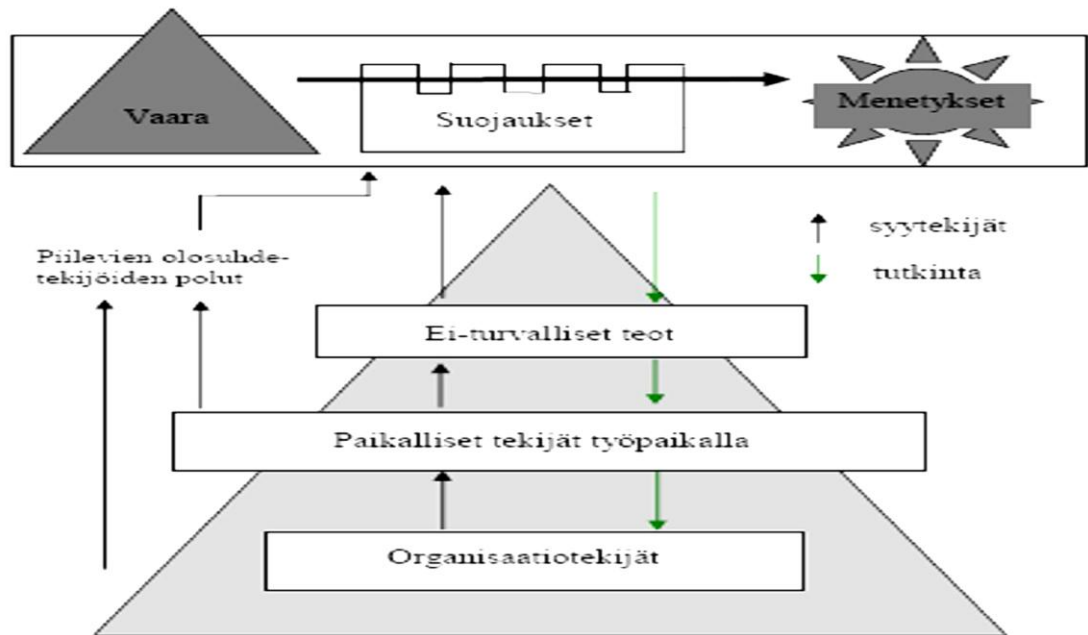 Vaara
Suojaukset
Menetykset
Piilevien olosuhde-
tekijöiden polut
syytekijät
tutkinta
Ei-turvalliset teot
Paikalliset tekijät työpaikalla
Organisaatiotekijät